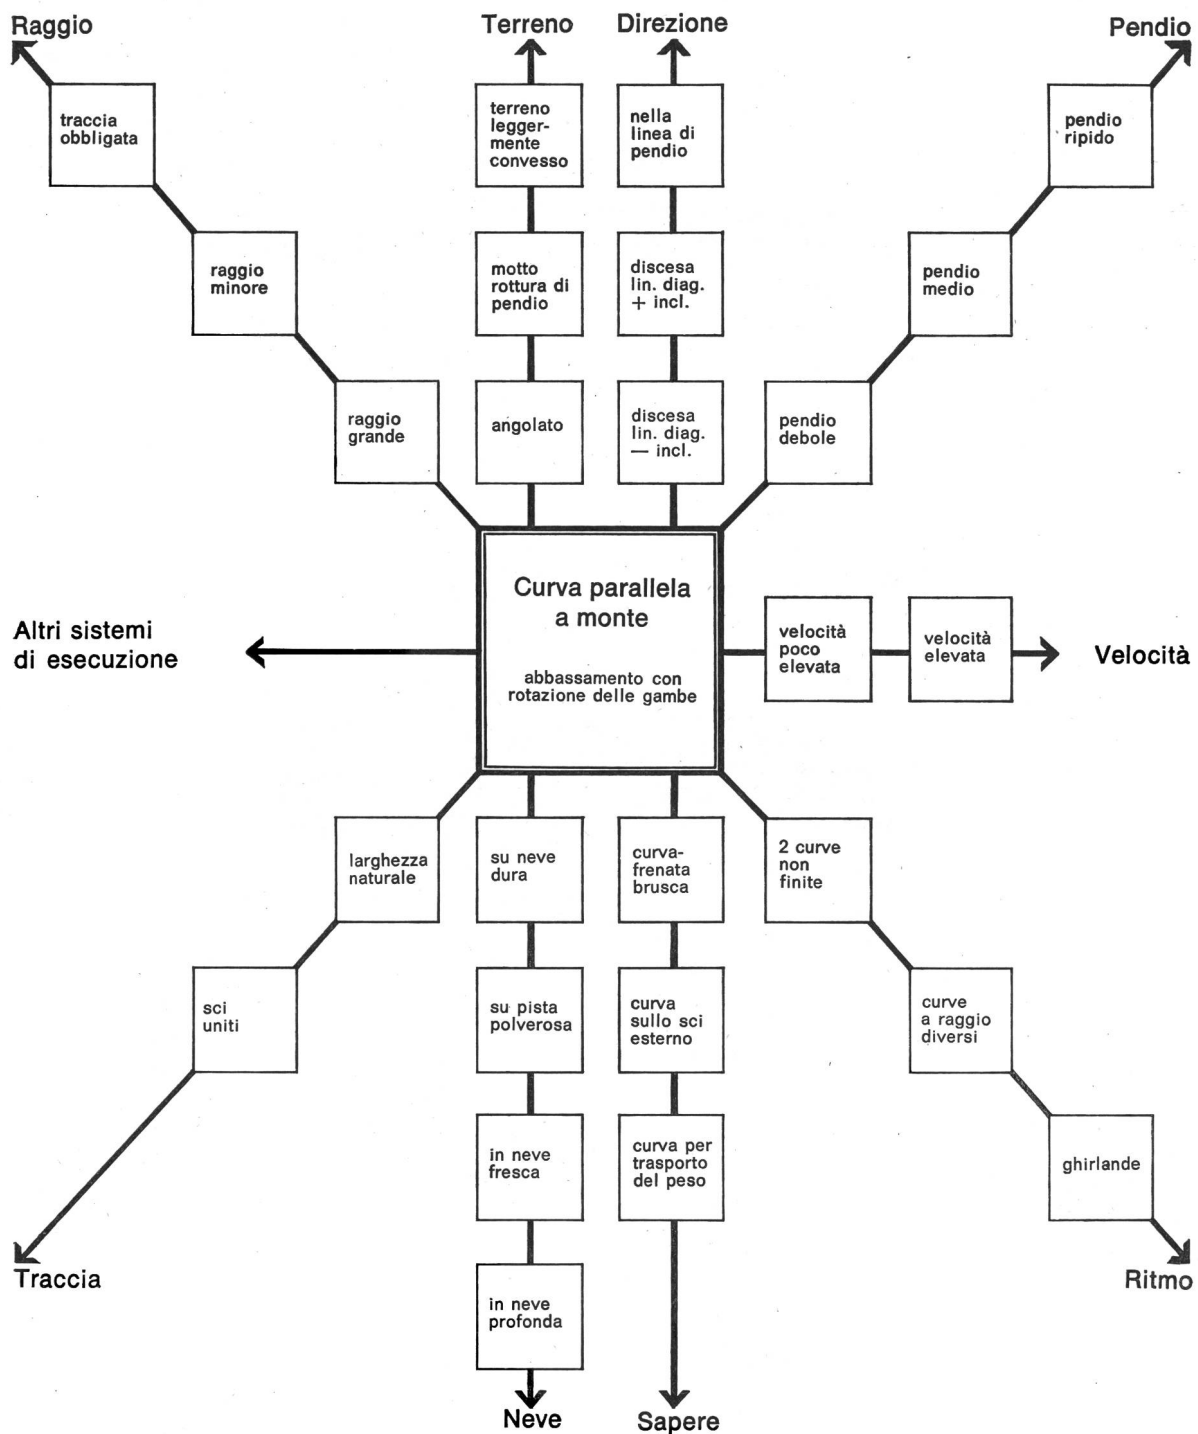 Raggio
Terreno
Direzione
Pendio
traccia
obbligata
terreno
legger-
mente
convesso
nella
linea di
pendio
pendio
ripido
raggio
minore
motto
rottura di
pendio
discesa
lin. diag.
+ incl.
pendio
medio
raggio
grande
angolato
discesa
lin. diag.
— incl.
pendio
debole
Curva parallela
a monte
abbassamento con
rotazione delle gambe
Altri sistemi
di esecuzione
velocità
poco
elevata
velocità
elevata
Velocità
larghezza
naturale
su neve
dura
curva-
frenata
brusca
2 curve
non
finite
sci
uniti
su pista
polverosa
curva
sullo sci
esterno
curve
a raggio
diversi
in neve
fresca
curva per
trasporto
del peso
ghirlande
Traccia
Ritmo
in neve
profonda
Neve
Sapere